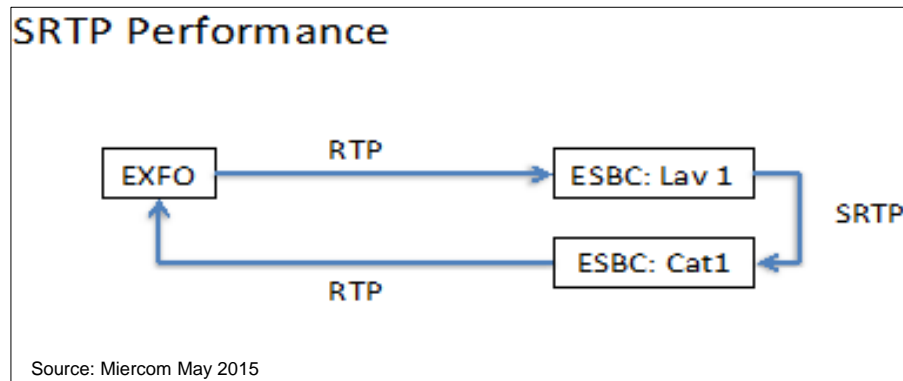 SRTP Performance
RTP
EXFO
ESBC: Lav 1
SRTP
ESBC: Cat1
RTP
Source: Miercom May 2015